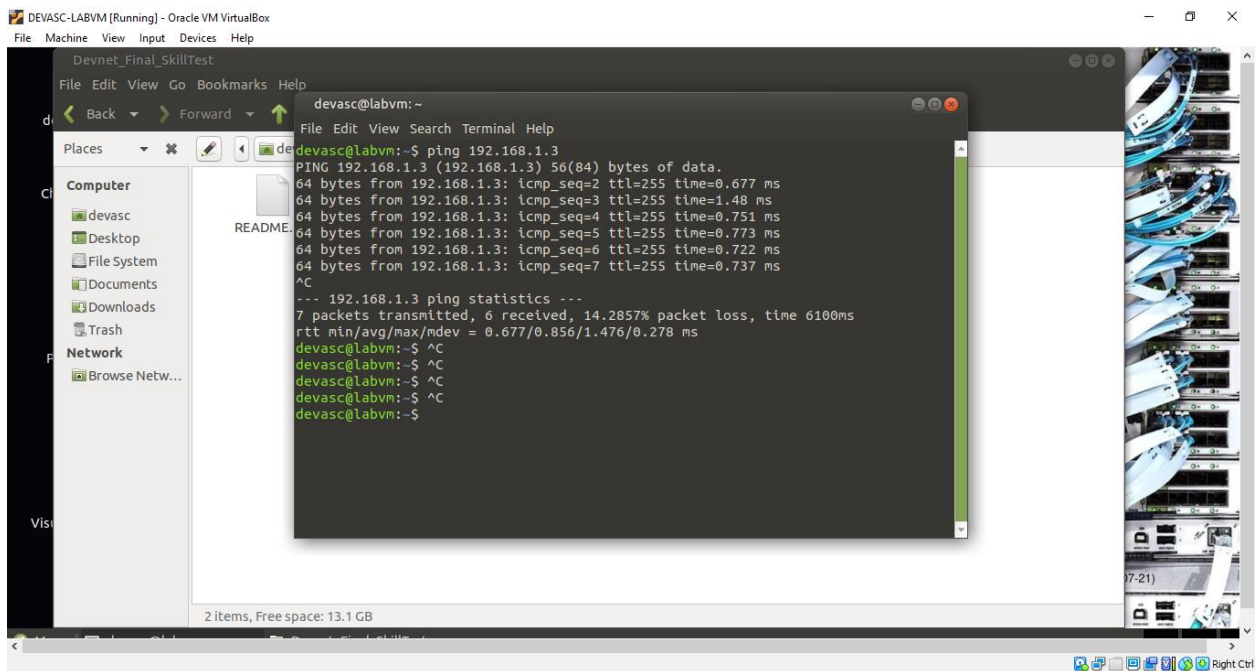 DEVASC-LABVM [Running] - Oracle VM VirtualBox
File Machine View Input Devices Help
Devnet_Final_SkillTest
File Edit View Go Bookmarks Help
Back Forward
Places
Computer
devasc
Desktop
File System
Documents
Downloads
Trash
Network
Browse Netw...
README.
devasc@labvm: ~
File Edit View Search Terminal Help
devasc@labvm:~$ ping 192.168.1.3
PING 192.168.1.3 (192.168.1.3) 56(84) bytes of data.
64 bytes from 192.168.1.3: icmp_seq=2 ttl=255 time=0.677 ms
64 bytes from 192.168.1.3: icmp_seq=3 ttl=255 time=1.48 ms
64 bytes from 192.168.1.3: icmp_seq=4 ttl=255 time=0.751 ms
64 bytes from 192.168.1.3: icmp_seq=5 ttl=255 time=0.773 ms
64 bytes from 192.168.1.3: icmp_seq=6 ttl=255 time=0.722 ms
64 bytes from 192.168.1.3: icmp_seq=7 ttl=255 time=0.737 ms
^C
--- 192.168.1.3 ping statistics ---
7 packets transmitted, 6 received, 14.2857% packet loss, time 6100ms
rtt min/avg/max/mdev = 0.677/0.856/1.476/0.278 ms
devasc@labvm:~$ ^C
devasc@labvm:~$ ^C
devasc@labvm:~$ ^C
devasc@labvm:~$ ^C
devasc@labvm:~$
07-21)
2 items, Free space: 13.1 GB
Right Ctrl